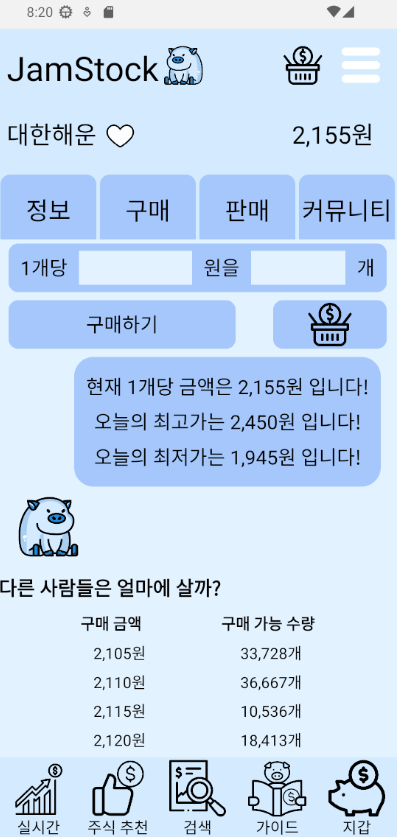 8:20
JamStock
대한해운 2,155원
정보 구매 판매 커뮤니티
1개당 원을 개
구매하기
현재 1개당 금액은 2,155원 입니다!
오늘의 최고가는 2,450원 입니다!
오늘의 최저가는 1,945원 입니다!
다른 사람들은 얼마에 살까?
구매 금액 구매 가능 수량
2,105원 33,728개
2,110원 36,667개
2,115원 10,536개
2,120원 18,413개
실시간 주식 추천 검색 가이드 지갑